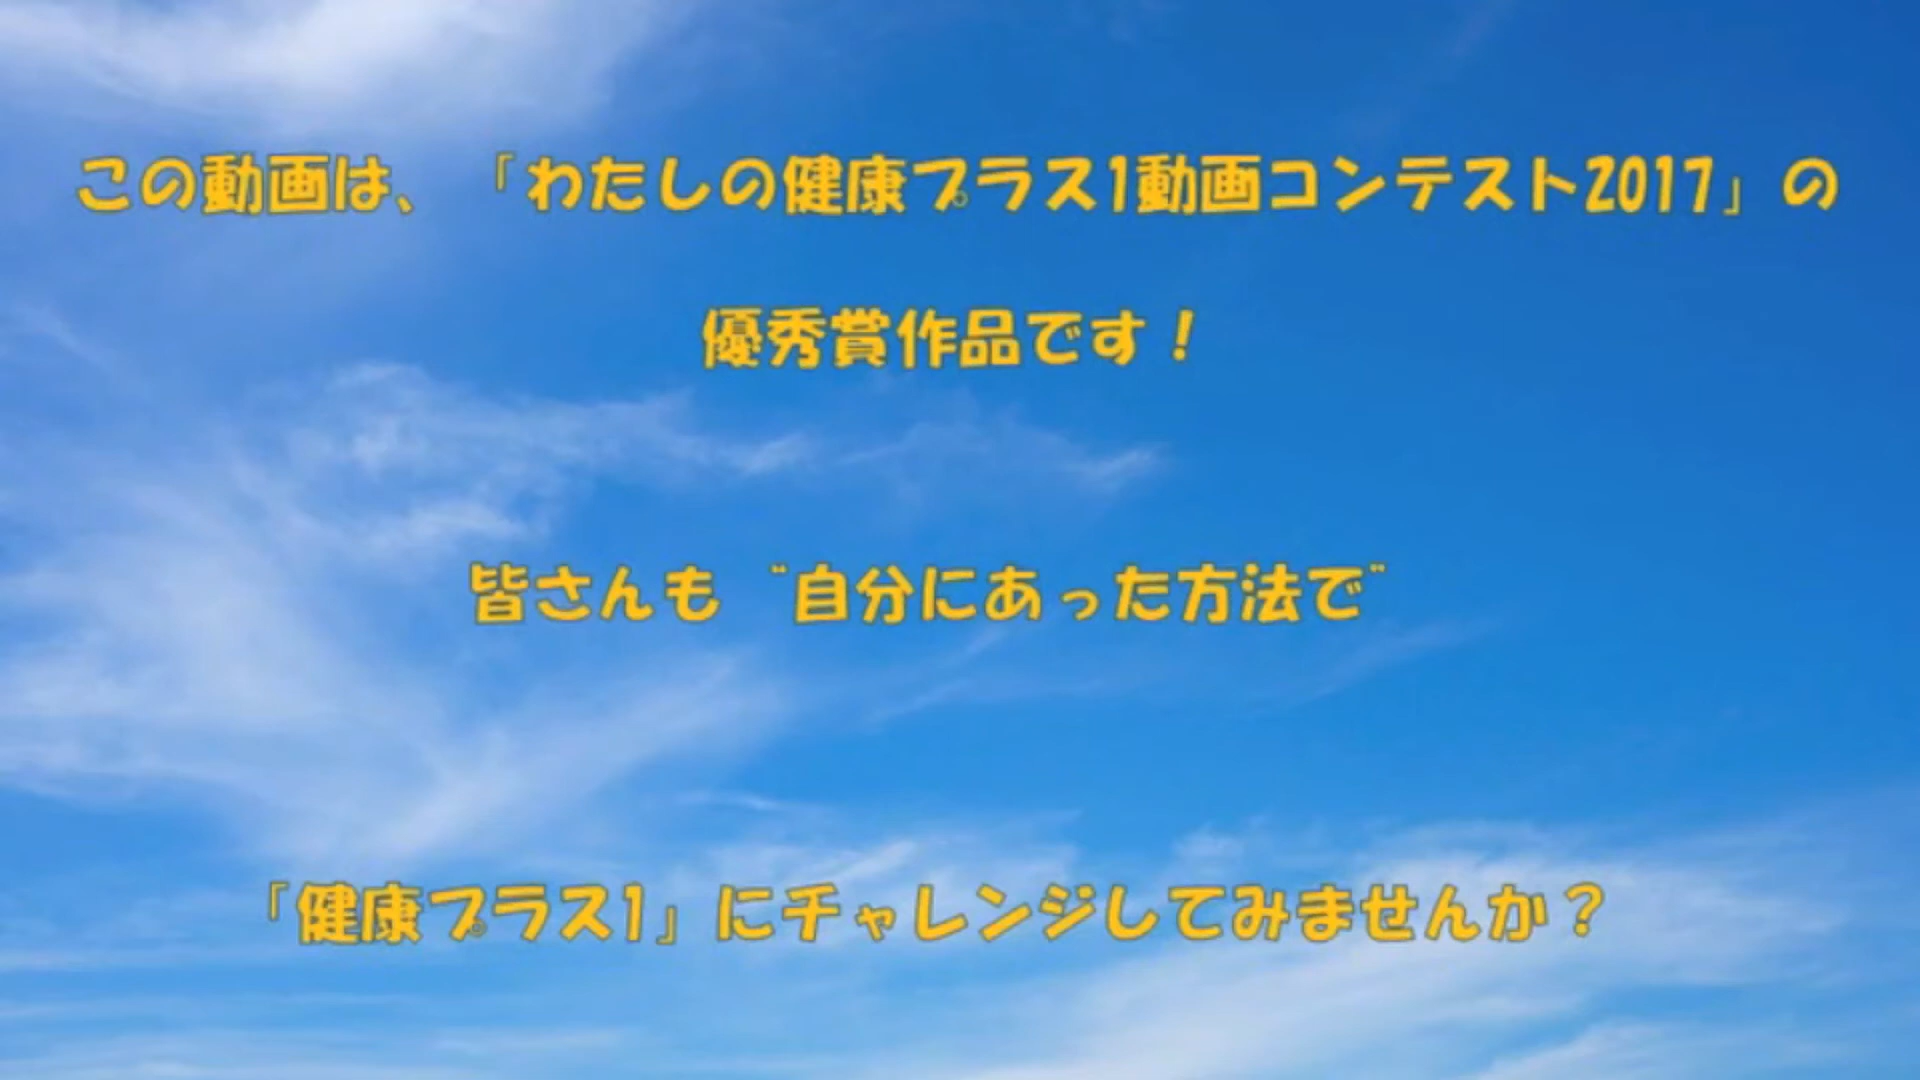 この動画は、「わたしの健康プラス1動画コンテスト2017」の
優秀賞作品です！
皆さんも“自分にあった方法で”
「健康プラス1」にチャレンジしてみませんか？